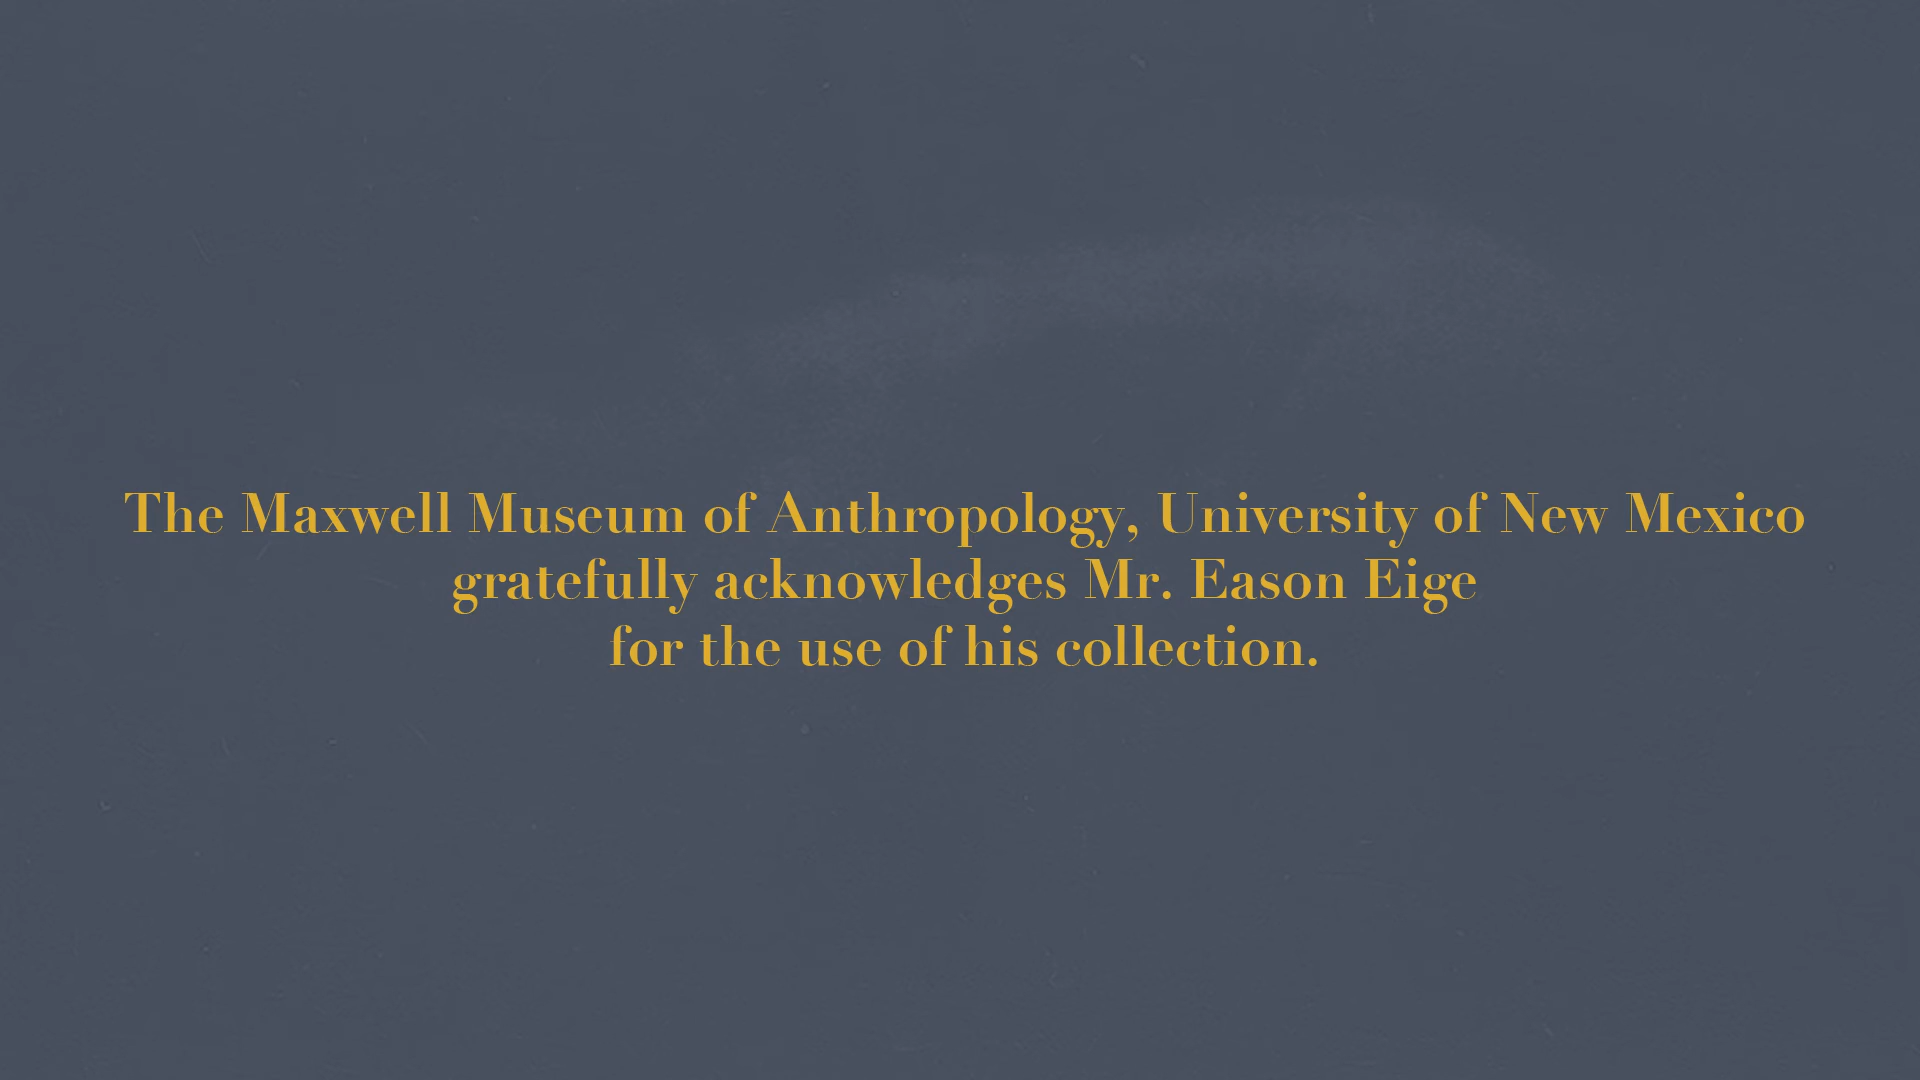 The Maxwell Museum of Anthropology, University of New Mexico
gratefully acknowledges Mr. Eason Eige
for the use of his collection.